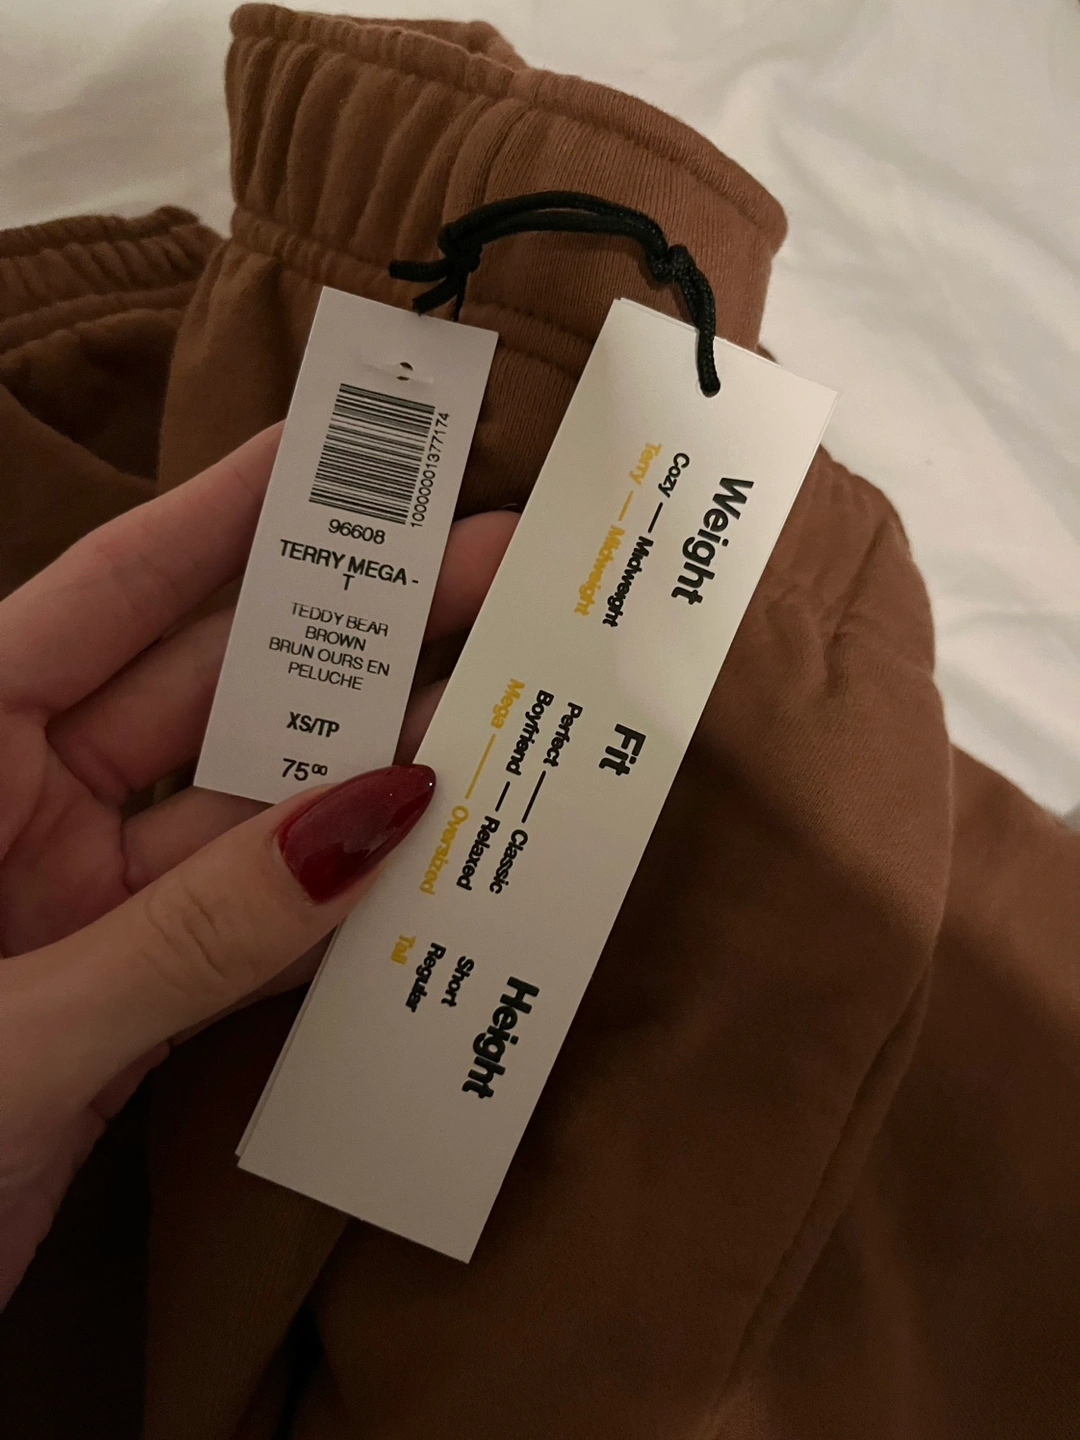 1000001377174
96608
TERRY MEGA -
T
TEDDY BEAR
BROWN
BRUN OURS EN
PELUCHE
XS/TP
75⁰⁰
Weight
Cozy — Midweight
Terry — Midweight
Fit
Perfect — Classic
Boyfriend — Relaxed
Mega — Oversized
Height
Short
Regular
Tall